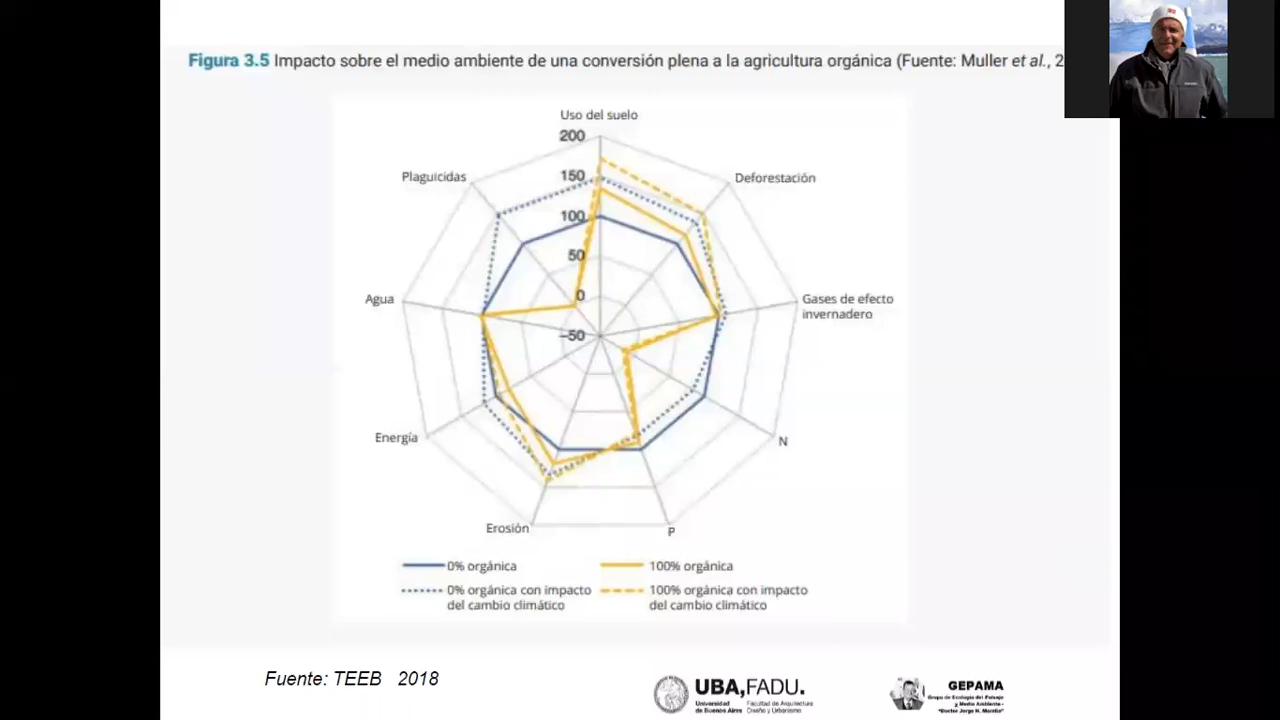 Figura 3.5 Impacto sobre el medio ambiente de una conversión plena a la agricultura orgánica (Fuente: Muller et al., 2
Uso del suelo
200
Plaguicidas
150
Deforestación
100
50
Agua
0
Gases de efecto
invernadero
-50
Energía
N
Erosión
P
0% orgánica
100% orgánica
0% orgánica con impacto
del cambio climático
100% orgánica con impacto
del cambio climático
Fuente: TEEB 2018
UBA, FADU.
Universidad
de Buenos Aires
Facultad de Arquitectura
Diseño y Urbanismo
GEPAMA
Grupo de Ecología del Paisaje
y Medio Ambiente -